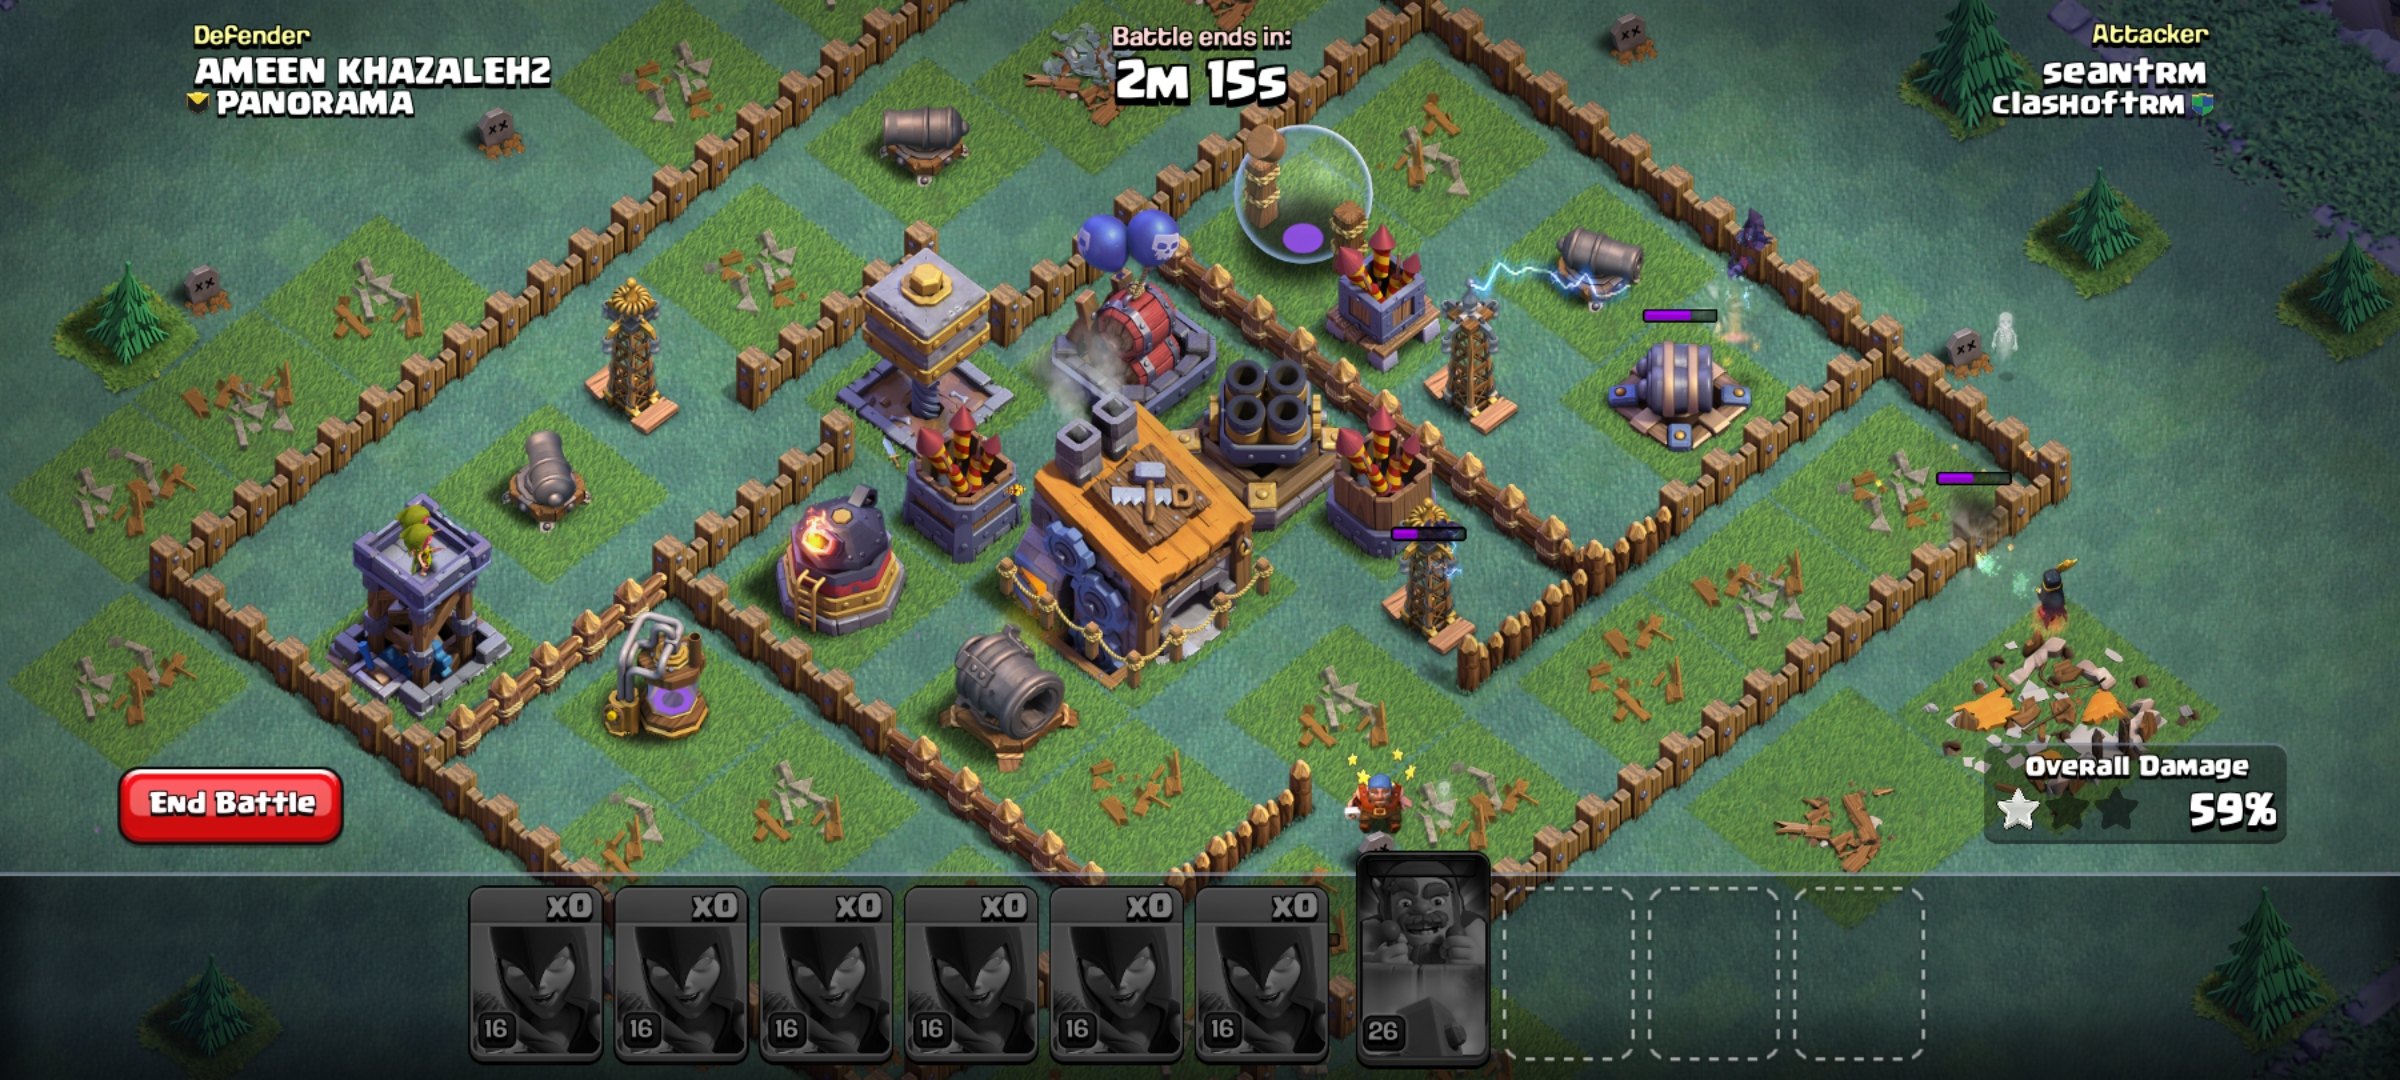 Defender
AMEEN KHAZALEH2
PANORAMA
Battle ends in:
2M 15s
Attacker
seantRM
clashoftRM
End Battle
Overall Damage
59%
x0 x0 x0 x0 x0 x0
16 16 16 16 16 16 26